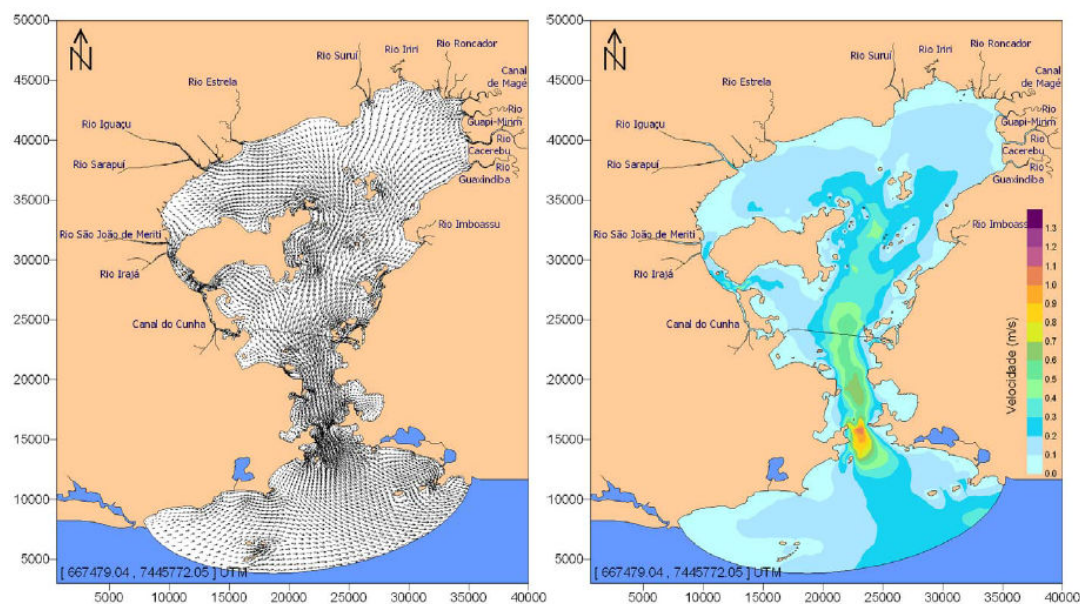 50000
45000
40000
35000
30000
25000
20000
15000
10000
5000
N
Rio Suruí
Rio Iriri
Rio Roncador
Canal
de Magé
Rio Estrela
Rio
Guapi-Mirim
Rio Iguaçu
Rio
Cacerebu
Rio Sarapuí
Rio
Guaxindiba
Rio Imboassu
Rio São João de Meriti
Rio Irajá
Canal do Cunha
[ 667479.04 , 7445772.05 ] UTM
5000 10000 15000 20000 25000 30000 35000 40000
50000
45000
40000
35000
30000
25000
20000
15000
10000
5000
N
Rio Suruí
Rio Iriri
Rio Roncador
Canal
de Magé
Rio Estrela
Rio
Guapi-Mirim
Rio Iguaçu
Rio
Cacerebu
Rio Sarapuí
Rio
Guaxindiba
Rio Imboassu
Rio São João de Meriti
Rio Irajá
Canal do Cunha
Velocidade (m/s)
1.3
1.2
1.1
1.0
0.9
0.8
0.7
0.6
0.5
0.4
0.3
0.2
0.1
0.0
[ 667479.04 , 7445772.05 ] UTM
5000 10000 15000 20000 25000 30000 35000 40000